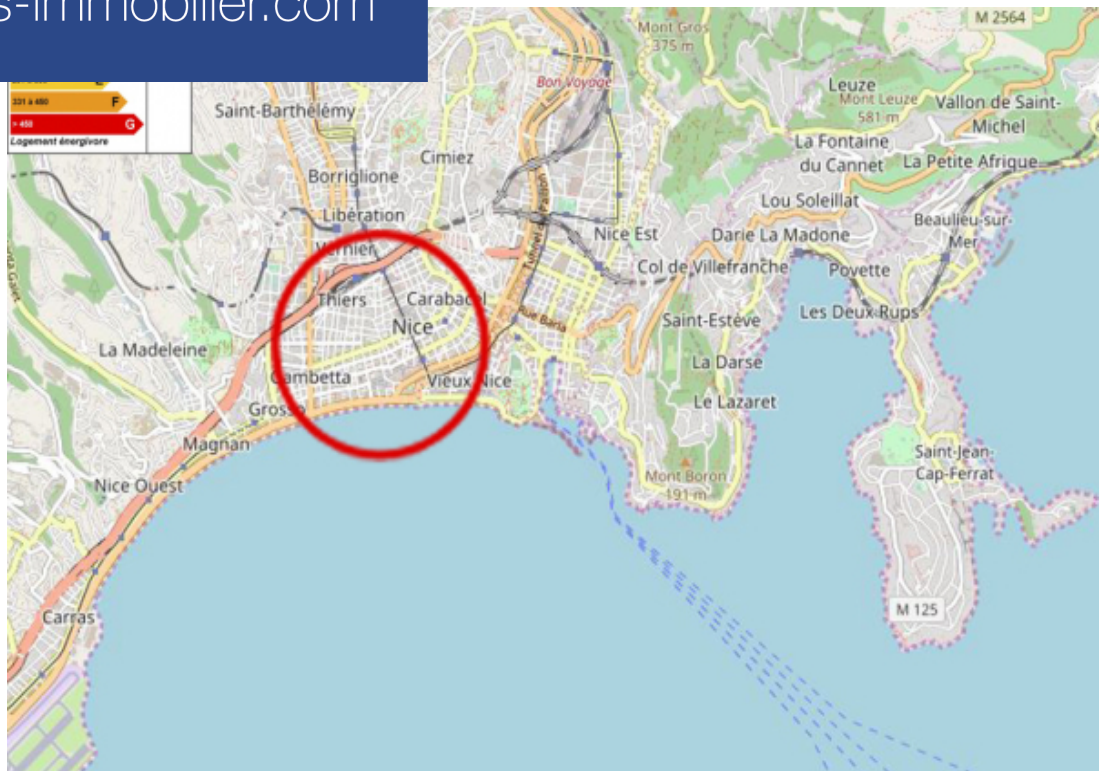 s-immobilier.com
331 à 450
F
> 450
G
Logement énergivore
M 2564
Mont Gros
375 m
Bon Voyage
Leuze
Mont Leuze
581 m
Vallon de Saint-
Michel
Saint-Barthélémy
La Fontaine
du Cannet
La Petite Afrique
Cimiez
Borriglione
Lou Soleillat
Libération
Beaulieu-sur-
Mer
Nice Est
Darie La Madone
Vernier
Col de Villefranche
Povette
Thiers
Carabacel
Tunnel de
Rue Barla
Nice
Saint-Estève
Les Deux Rups
La Madeleine
La Darse
Gambetta
Vieux Nice
Le Lazaret
Grosso
Magnan
Saint-Jean-
Cap-Ferrat
Mont Boron
191 m
Nice Ouest
M 125
Carras